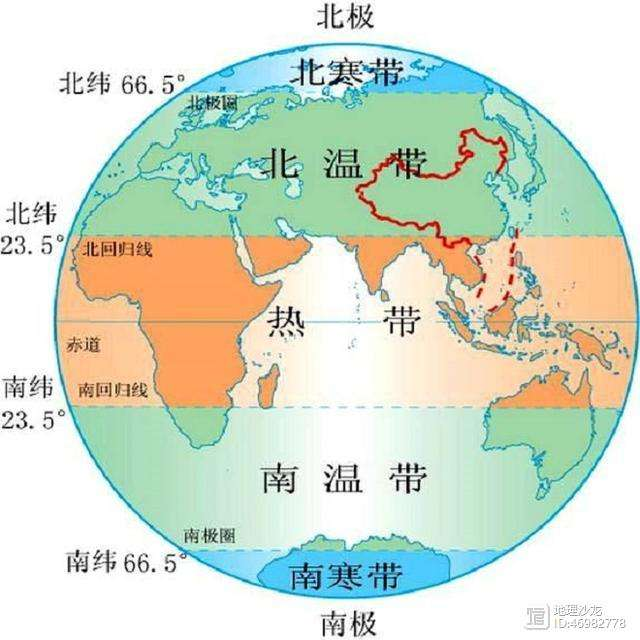 北极
北寒带
北纬 66.5°
北极圈
北 温 带
北纬
23.5°
北回归线
热 带
赤道
南回归线
南纬
23.5°
南 温 带
南极圈
南纬 66.5°
南寒带
南极
地理沙龙
ID:46982778